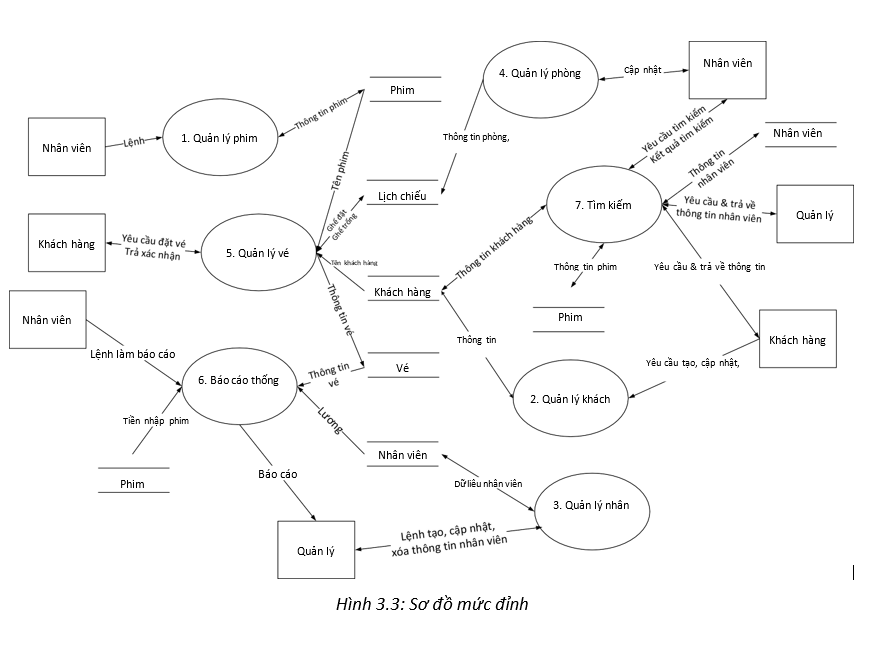 4. Quản lý phòng
Cập nhật
Nhân viên
Phim
Thông tin phim
1. Quản lý phim
Lệnh
Nhân viên
Thông tin phòng,
Yêu cầu tìm kiếm
Kết quả tìm kiếm
Nhân viên
Thông tin
nhân viên
Tên phim
Lịch chiếu
7. Tìm kiếm
Yêu cầu & trả về
thông tin nhân viên
Quản lý
Ghế đặt
Ghế trống
Khách hàng
Yêu cầu đặt vé
Trả xác nhận
5. Quản lý vé
Tên khách hàng
Thông tin khách hàng
Thông tin phim
Yêu cầu & trả về thông tin
Khách hàng
Thông tin vé
Phim
Nhân viên
Lệnh làm báo cáo
Thông tin
Khách hàng
Yêu cầu tạo, cập nhật,
6. Báo cáo thống
Thông tin
vé
Vé
2. Quản lý khách
Tiền nhập phim
Lương
Phim
Nhân viên
Báo cáo
Dữ liêu nhân viên
3. Quản lý nhân
Quản lý
Lệnh tạo, cập nhật,
xóa thông tin nhân viên
Hình 3.3: Sơ đồ mức đỉnh